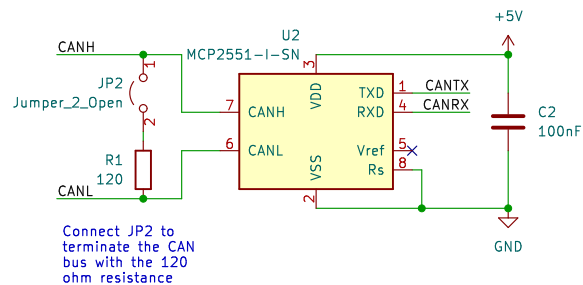 +5V
U2
MCP2551-I-SN
CANH
JP2
Jumper_2_Open
1
2
R1
120
CANL
3
VDD
7
CANH
6
CANL
TXD
1
CANTX
RXD
4
CANRX
Vref
5
Rs
8
VSS
2
C2
100nF
GND
Connect JP2 to
terminate the CAN
bus with the 120
ohm resistance